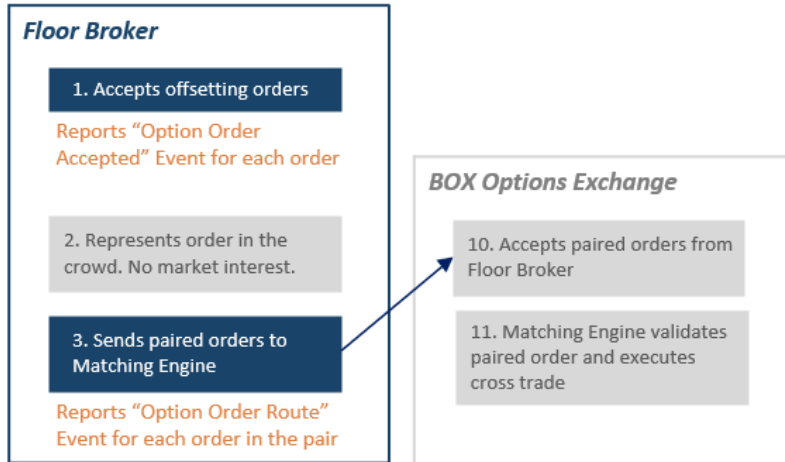 Floor Broker
1. Accepts offsetting orders
Reports “Option Order
Accepted” Event for each order
2. Represents order in the
crowd. No market interest.
3. Sends paired orders to
Matching Engine
Reports “Option Order Route”
Event for each order in the pair
BOX Options Exchange
10. Accepts paired orders from
Floor Broker
11. Matching Engine validates
paired order and executes
cross trade